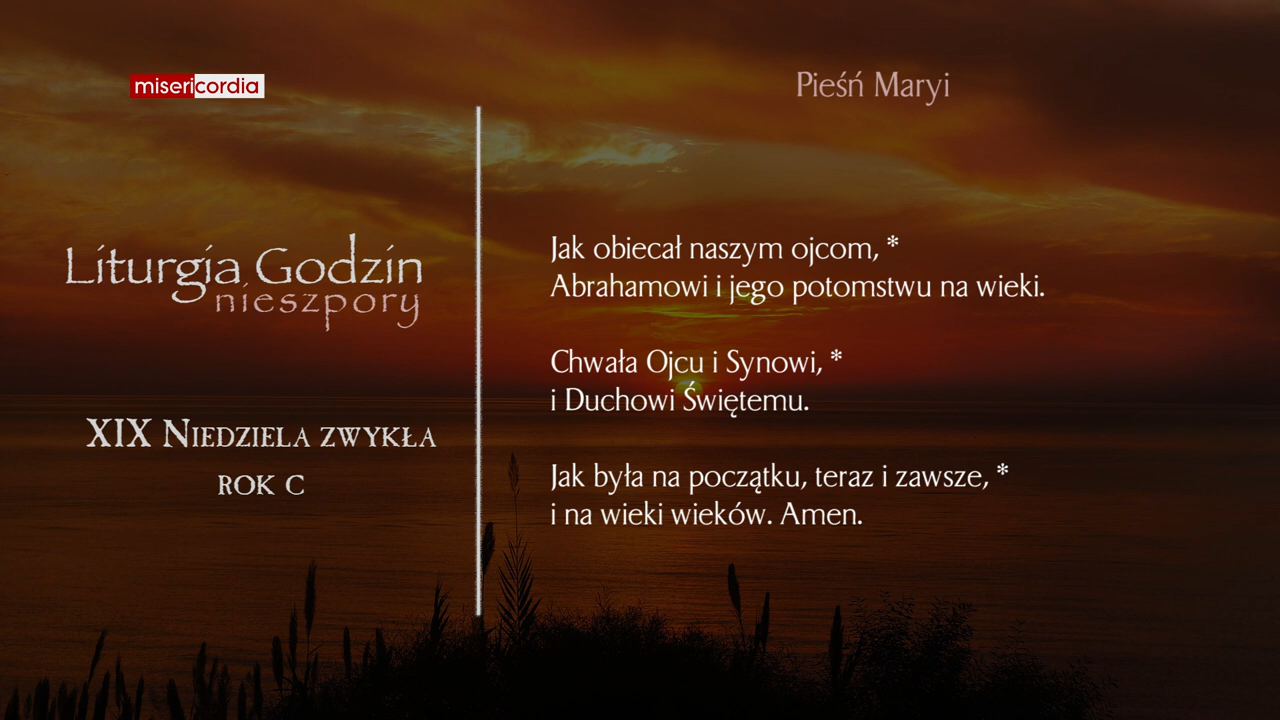 misericordia
Liturgia Godzin
nieszpory
XIX Niedziela zwykła
rok C
Pieśń Maryi
Jak obiecał naszym ojcom, *
Abrahamowi i jego potomstwu na wieki.
Chwała Ojcu i Synowi, *
i Duchowi Świętemu.
Jak była na początku, teraz i zawsze, *
i na wieki wieków. Amen.